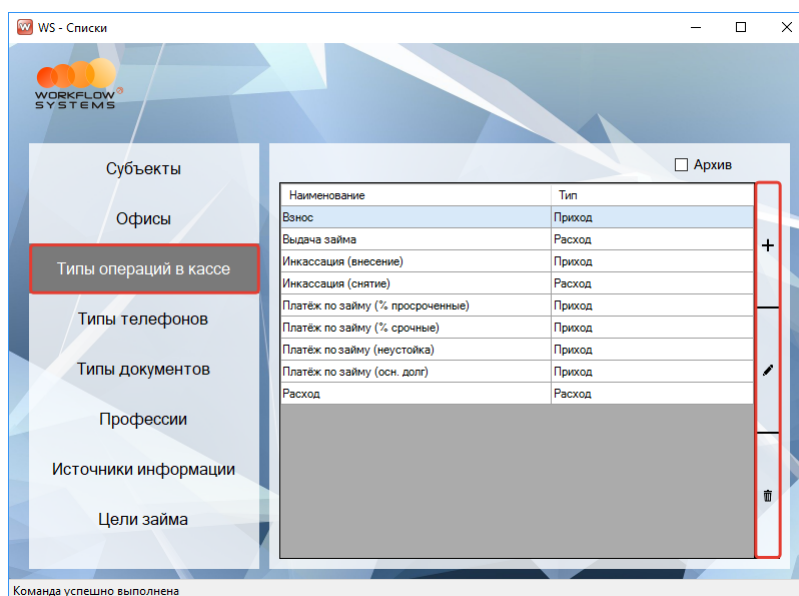 WS - Списки
WORKFLOW®
SYSTEMS
Субъекты
Офисы
Типы операций в кассе
Типы телефонов
Типы документов
Профессии
Источники информации
Цели займа
Архив
Наименование Тип
Взнос Приход
Выдача займа Расход
Инкассация (внесение) Приход
Инкассация (снятие) Расход
Платёж по займу (% просроченные) Приход
Платёж по займу (% срочные) Приход
Платёж по займу (неустойка) Приход
Платёж по займу (осн. долг) Приход
Расход Расход
Команда успешно выполнена